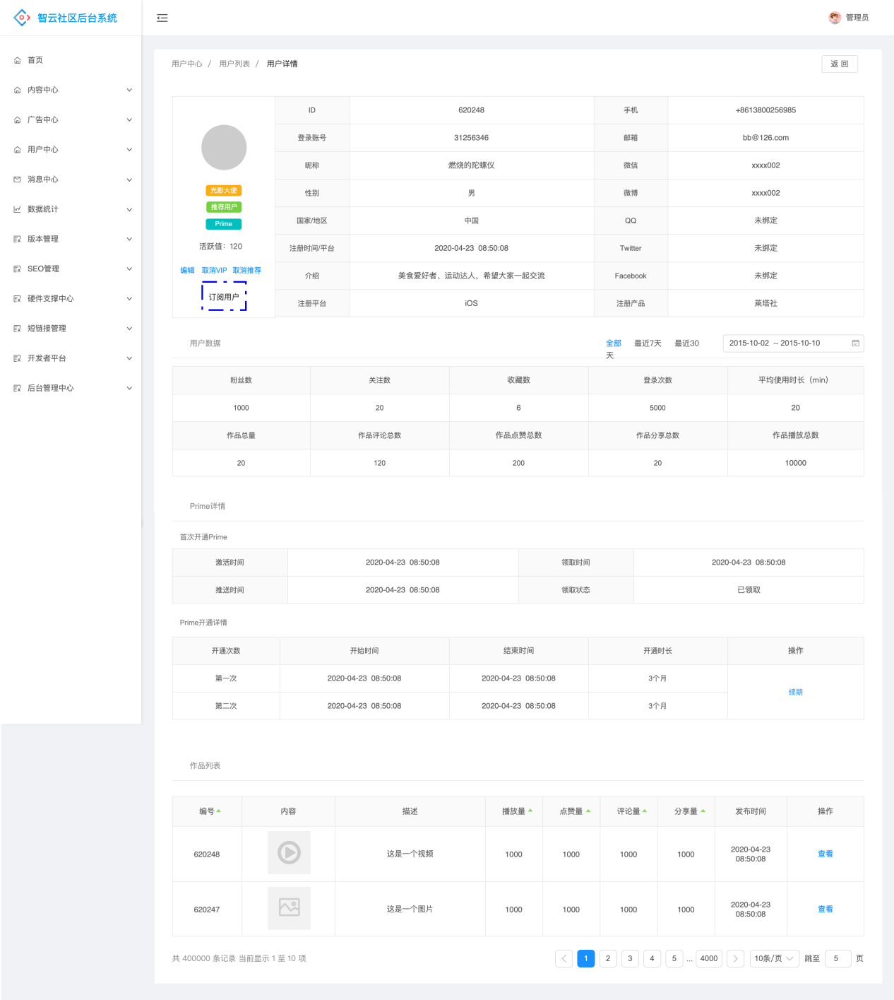 智云社区后台系统
管理员
首页
内容中心
广告中心
用户中心
消息中心
数据统计
版本管理
SEO管理
硬件支撑中心
短链接管理
开发者平台
后台管理中心
用户中心 / 用户列表 / 用户详情
返 回
光影大使
推荐用户
Prime
活跃值：120
编辑 取消VIP 取消推荐
订阅用户
ID 620248 手机 +8613800256985
登录账号 31256346 邮箱 bb@126.com
昵称 燃烧的陀螺仪 微信 xxxx002
性别 男 微博 xxxx002
国家/地区 中国 QQ 未绑定
注册时间/平台 2020-04-23 08:50:08 Twitter 未绑定
介绍 美食爱好者、运动达人，希望大家一起交流 Facebook 未绑定
注册平台 iOS 注册产品 莱塔社
用户数据
全部 最近7天 最近30
天
2015-10-02 ~ 2015-10-10
粉丝数 关注数 收藏数 登录次数 平均使用时长（min）
1000 20 6 5000 20
作品总量 作品评论总数 作品点赞总数 作品分享总数 作品播放总数
20 120 200 20 10000
Prime详情
首次开通Prime
激活时间 2020-04-23 08:50:08 领取时间 2020-04-23 08:50:08
推送时间 2020-04-23 08:50:08 领取状态 已领取
Prime开通详情
开通次数 开始时间 结束时间 开通时长 操作
第一次 2020-04-23 08:50:08 2020-04-23 08:50:08 3个月
续期
第二次 2020-04-23 08:50:08 2020-04-23 08:50:08 3个月
作品列表
编号 内容 描述 播放量 点赞量 评论量 分享量 发布时间 操作
620248 这是一个视频 1000 1000 1000 1000 2020-04-23 查看
08:50:08
620247 这是一个图片 1000 1000 1000 1000 2020-04-23 查看
08:50:08
共 400000 条记录 当前显示 1 至 10 项
1 2 3 4 5 ... 4000 10条/页 跳至 5 页